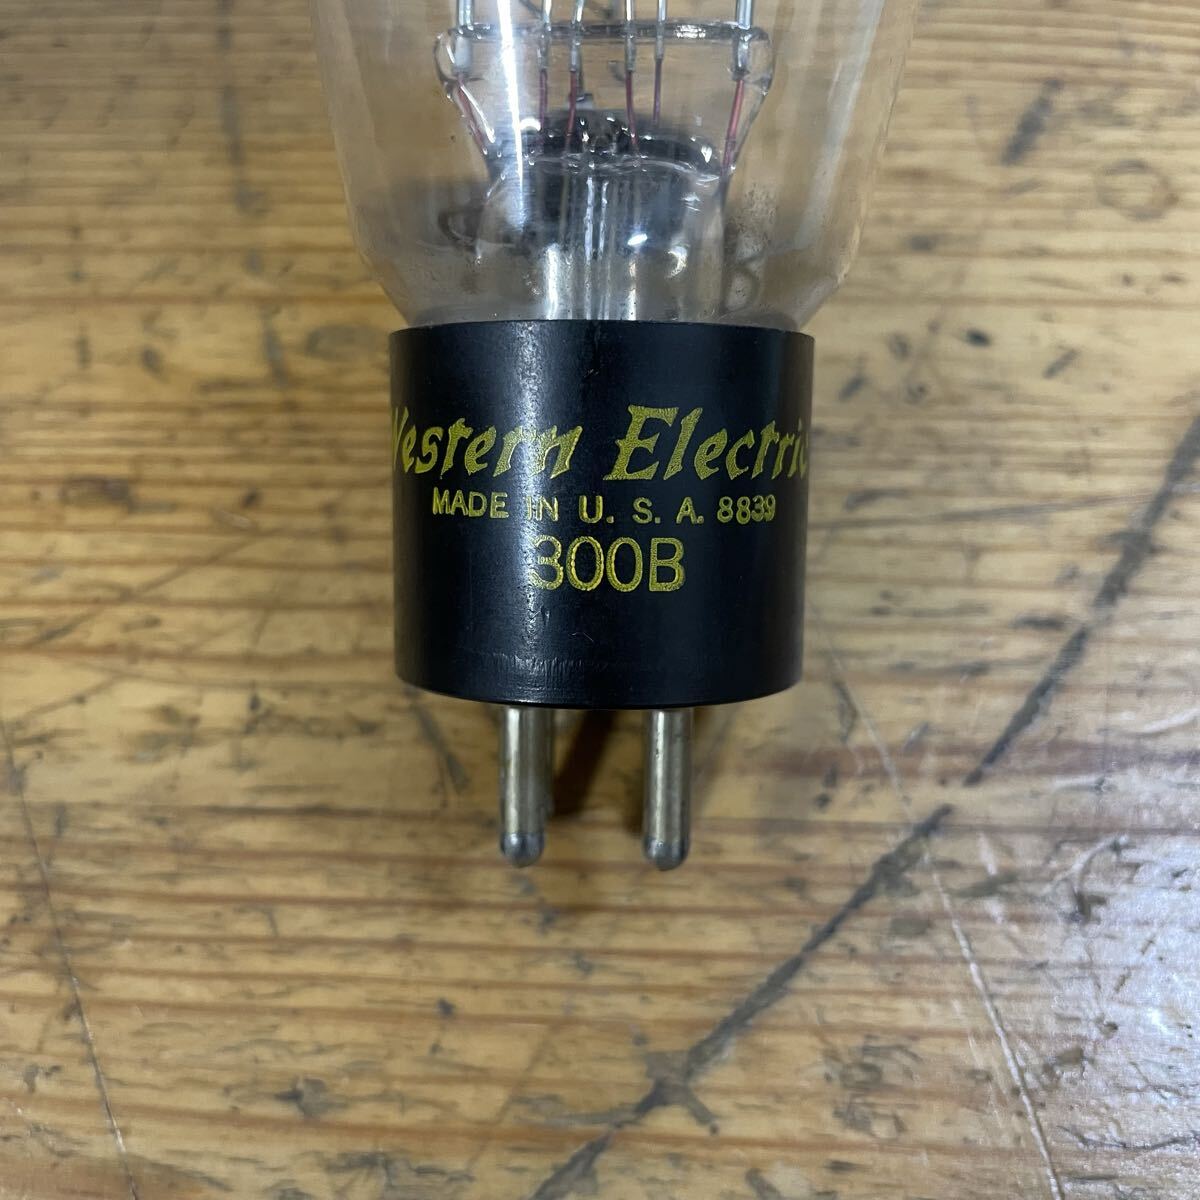 Western Electric
MADE IN U. S. A. 8839
300B